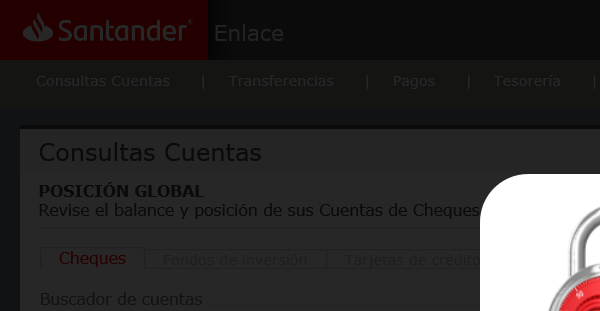 Santander Enlace
Consultas Cuentas | Transferencias | Pagos | Tesorería |
Consultas Cuentas
POSICIÓN GLOBAL
Revise el balance y posición de sus Cuentas de Cheques
Cheques Fondos de inversión Tarjetas de crédito
Buscador de cuentas
90